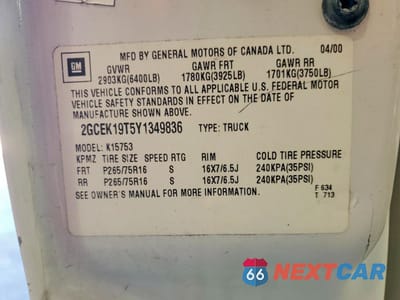 MFD BY GENERAL MOTORS OF CANADA LTD. 04/00
GM
GVWR GAWR FRT GAWR RR
2903KG(6400LB) 1780KG(3925LB) 1701KG(3750LB)
THIS VEHICLE CONFORMS TO ALL APPLICABLE U.S. FEDERAL MOTOR
VEHICLE SAFETY STANDARDS IN EFFECT ON THE DATE OF
MANUFACTURE SHOWN ABOVE.
2GCEK19T5Y1349836 TYPE: TRUCK
MODEL: K15753
KPMZ TIRE SIZE SPEED RTG RIM COLD TIRE PRESSURE
FRT P265/75R16 S 16X7/6.5J 240KPA(35PSI)
RR P265/75R16 S 16X7/6.5J 240KPA(35PSI)
SEE OWNER'S MANUAL FOR MORE INFORMATION.
F 634
T 713
66 NEXTCAR